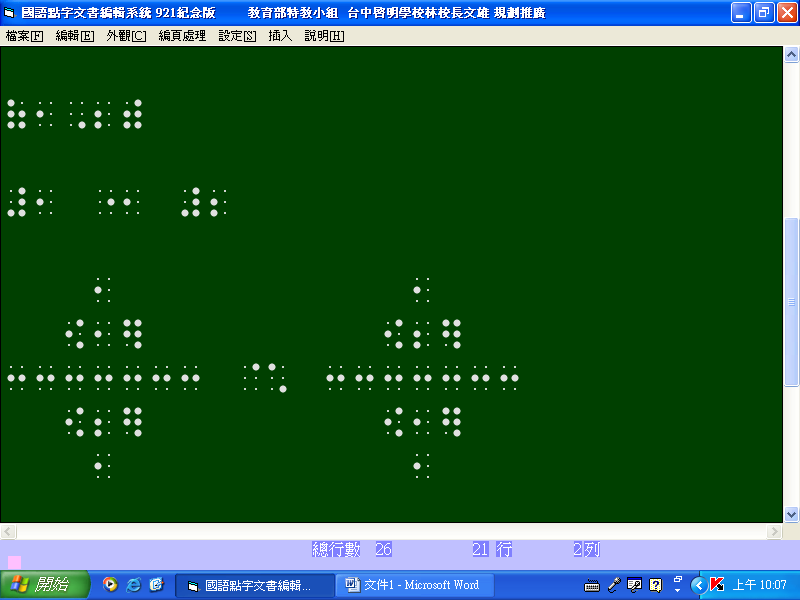 國語點字文書編輯系統 921紀念版 教育部特教小組 台中啓明學校林校長文雄 規劃推廣
檔案[F] 編輯[E] 外觀[C] 編頁處理 設定[S] 插入 說明[H]
⠷⠂⠠⠆⠾
⠼⠂ ⠐⠂ ⠼⠆
⠂ ⠂
⠪⠂⠻ ⠪⠆⠻
⠒⠒⠒⠒⠒⠒⠒ ⠈⠡ ⠒⠒⠒⠒⠒⠒⠒
⠪⠆⠻ ⠪⠂⠻
⠂ ⠂
總行數 26 21 行 2列
開始 國語點字文書編輯... 文件1 - Microsoft Word 上午 10:07